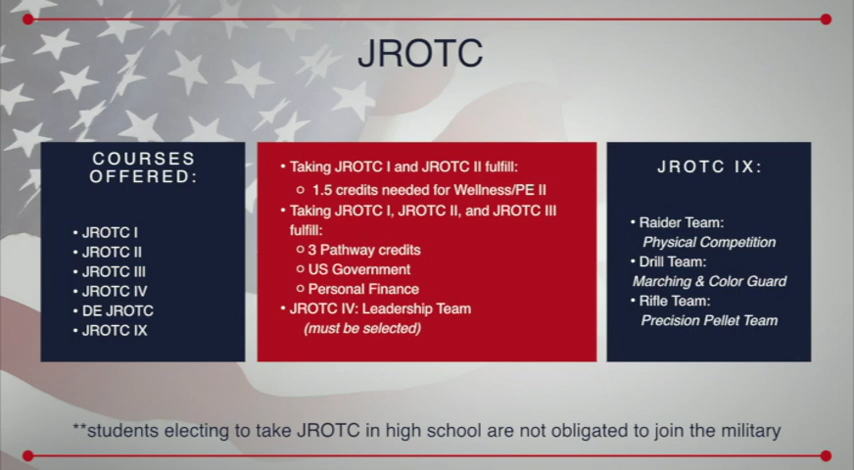 JROTC
COURSES
OFFERED:
• JROTC I
• JROTC II
• JROTC III
• JROTC IV
• DE JROTC
• JROTC IX
• Taking JROTC I and JROTC II fulfill:
○ 1.5 credits needed for Wellness/PE II
• Taking JROTC I, JROTC II, and JROTC III
fulfill:
○ 3 Pathway credits
○ US Government
○ Personal Finance
• JROTC IV: Leadership Team
(must be selected)
JROTC IX:
• Raider Team:
Physical Competition
• Drill Team:
Marching & Color Guard
• Rifle Team:
Precision Pellet Team
**students electing to take JROTC in high school are not obligated to join the military